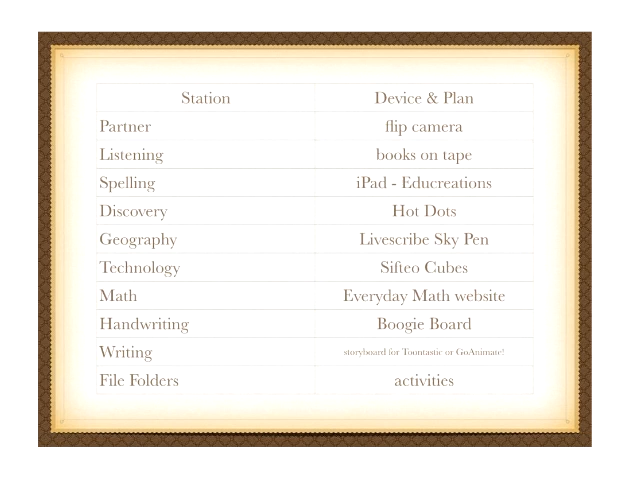 Station Device & Plan
Partner flip camera
Listening books on tape
Spelling iPad - Educreations
Discovery Hot Dots
Geography Livescribe Sky Pen
Technology Sifteo Cubes
Math Everyday Math website
Handwriting Boogie Board
Writing storyboard for Toontastic or GoAnimate!
File Folders activities